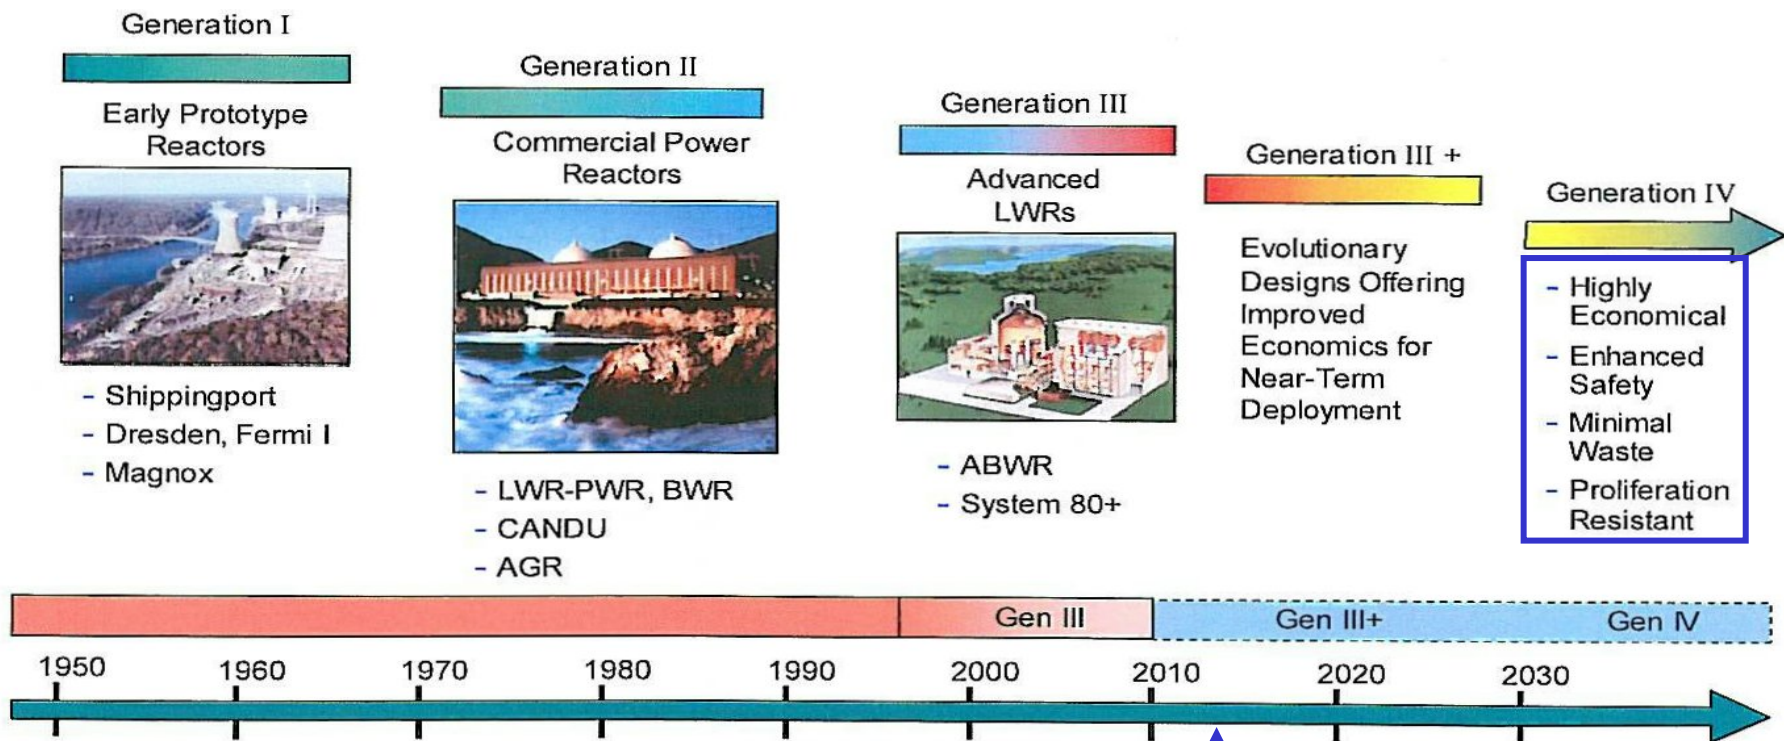 Generation I
Early Prototype
Reactors
- Shippingport
- Dresden, Fermi I
- Magnox
Generation II
Commercial Power
Reactors
- LWR-PWR, BWR
- CANDU
- AGR
Generation III
Advanced
LWRs
- ABWR
- System 80+
Generation III +
Evolutionary
Designs Offering
Improved
Economics for
Near-Term
Deployment
Generation IV
- Highly
Economical
- Enhanced
Safety
- Minimal
Waste
- Proliferation
Resistant
Gen III
Gen III+
Gen IV
1950
1960
1970
1980
1990
2000
2010
2020
2030